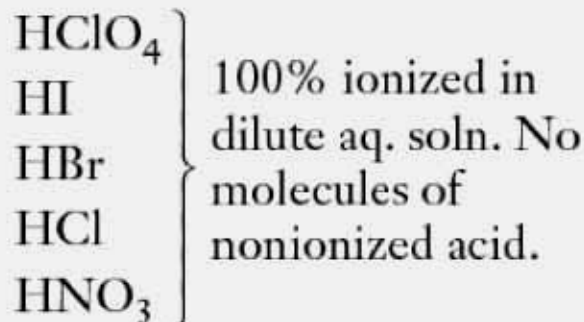 HClO₄
HI
HBr
HCl
HNO₃
100% ionized in
dilute aq. soln. No
molecules of
nonionized acid.